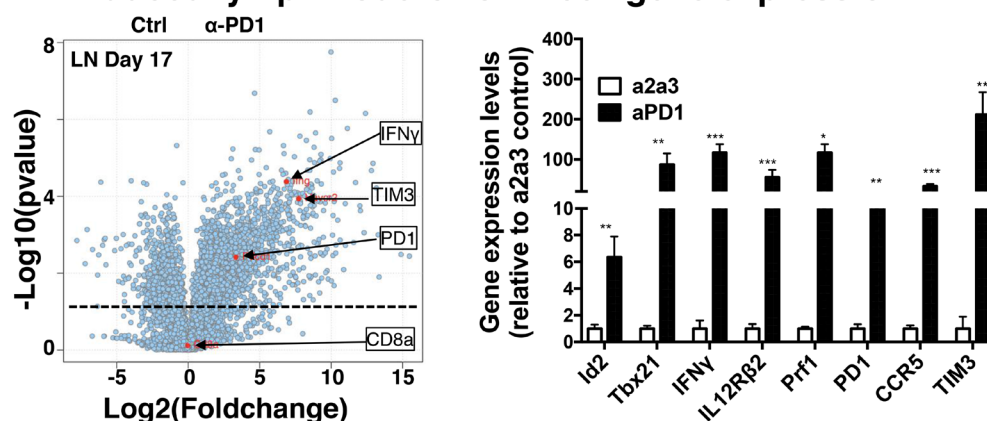 Ctrl α-PD1
LN Day 17
8
4
0
-Log10(pvalue)
IFNγ
TIM3
PD1
CD8a
-5 0 5 10 15
Log2(Foldchange)
Gene expression levels
(relative to a2a3 control)
400
300
200
100
10
8
6
4
2
0
a2a3
aPD1
** ** *** *** * ** *** **
Id2 Tbx21 IFNγ IL12Rβ2 Prf1 PD1 CCR5 TIM3